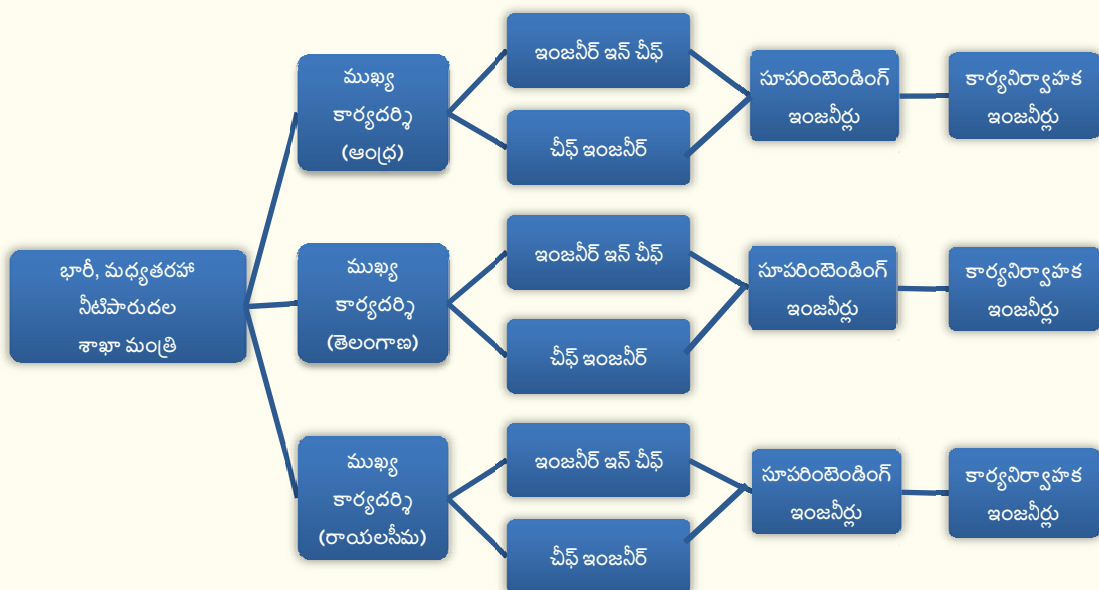 భారీ, మధ్యతరహా
నీటిపారుదల
శాఖా మంత్రి
ముఖ్య
కార్యదర్శి
(ఆంధ్ర)
ఇంజనీర్ ఇన్ చీఫ్
చీఫ్ ఇంజనీర్
సూపరింటెండింగ్
ఇంజనీర్లు
కార్యనిర్వాహక
ఇంజనీర్లు
ముఖ్య
కార్యదర్శి
(తెలంగాణ)
ఇంజనీర్ ఇన్ చీఫ్
చీఫ్ ఇంజనీర్
సూపరింటెండింగ్
ఇంజనీర్లు
కార్యనిర్వాహక
ఇంజనీర్లు
ముఖ్య
కార్యదర్శి
(రాయలసీమ)
ఇంజనీర్ ఇన్ చీఫ్
చీఫ్ ఇంజనీర్
సూపరింటెండింగ్
ఇంజనీర్లు
కార్యనిర్వాహక
ఇంజనీర్లు